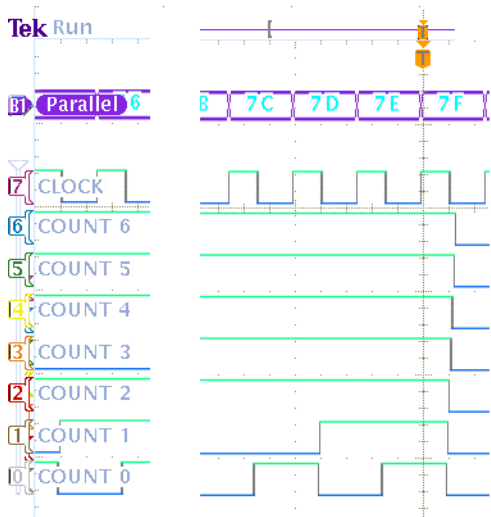 Tek Run
T
T
B1 Parallel 6 B 7C 7D 7E 7F
7 CLOCK
6 COUNT 6
5 COUNT 5
4 COUNT 4
3 COUNT 3
2 COUNT 2
1 COUNT 1
0 COUNT 0